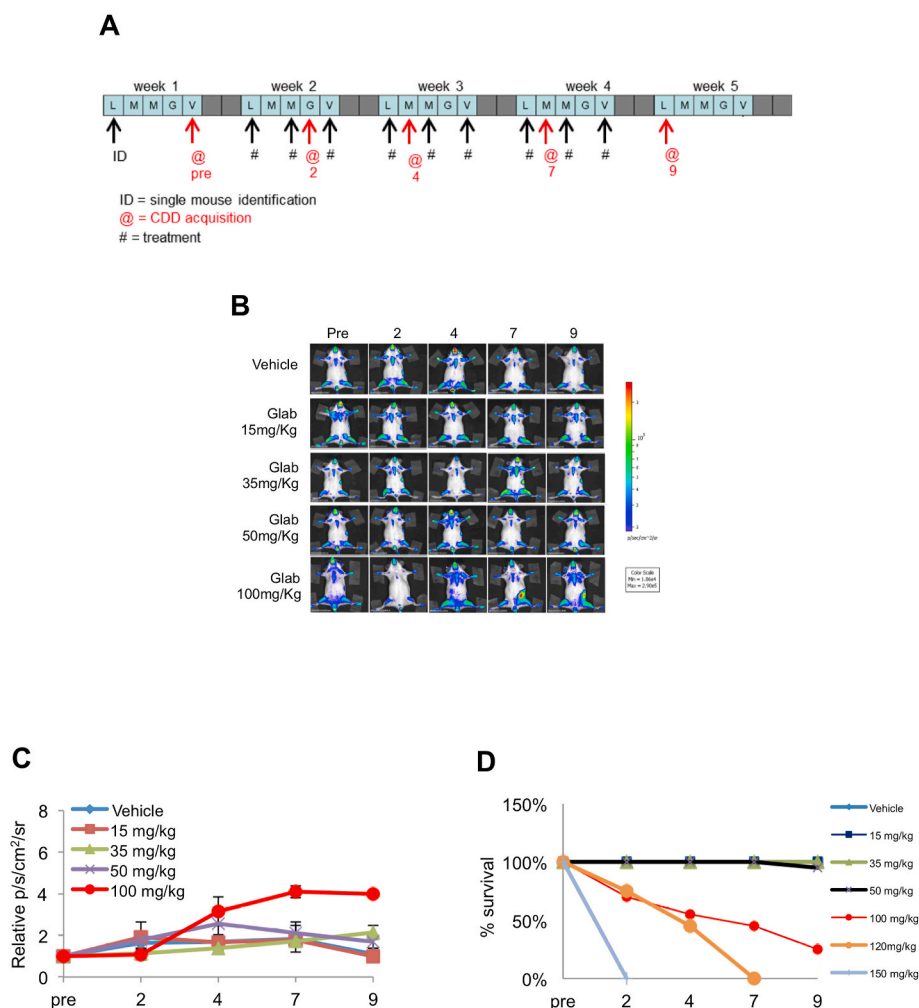 A
week 1 week 2 week 3 week 4 week 5
L M M G V L M M G V L M M G V L M M G V L M M G V
ID @ # # @ # # @ # # # @ # # @
pre 2 4 7 9
ID = single mouse identification
@ = CDD acquisition
# = treatment
B
Pre 2 4 7 9
Vehicle
Glab
15mg/Kg
Glab
35mg/Kg
Glab
50mg/Kg
Glab
100mg/Kg
p/sec/cm^2/sr
Color Scale
Min = 1.86e4
C
8
6
4
2
0
Relative p/s/cm²/sr
Vehicle
15 mg/kg
35 mg/kg
50 mg/kg
100 mg/kg
pre 2 4 7 9
D
150%
100%
50%
0%
% survival
Vehicle
15 mg/kg
35 mg/kg
50 mg/kg
100 mg/kg
120mg/kg
150 mg/kg
pre 2 4 7 9